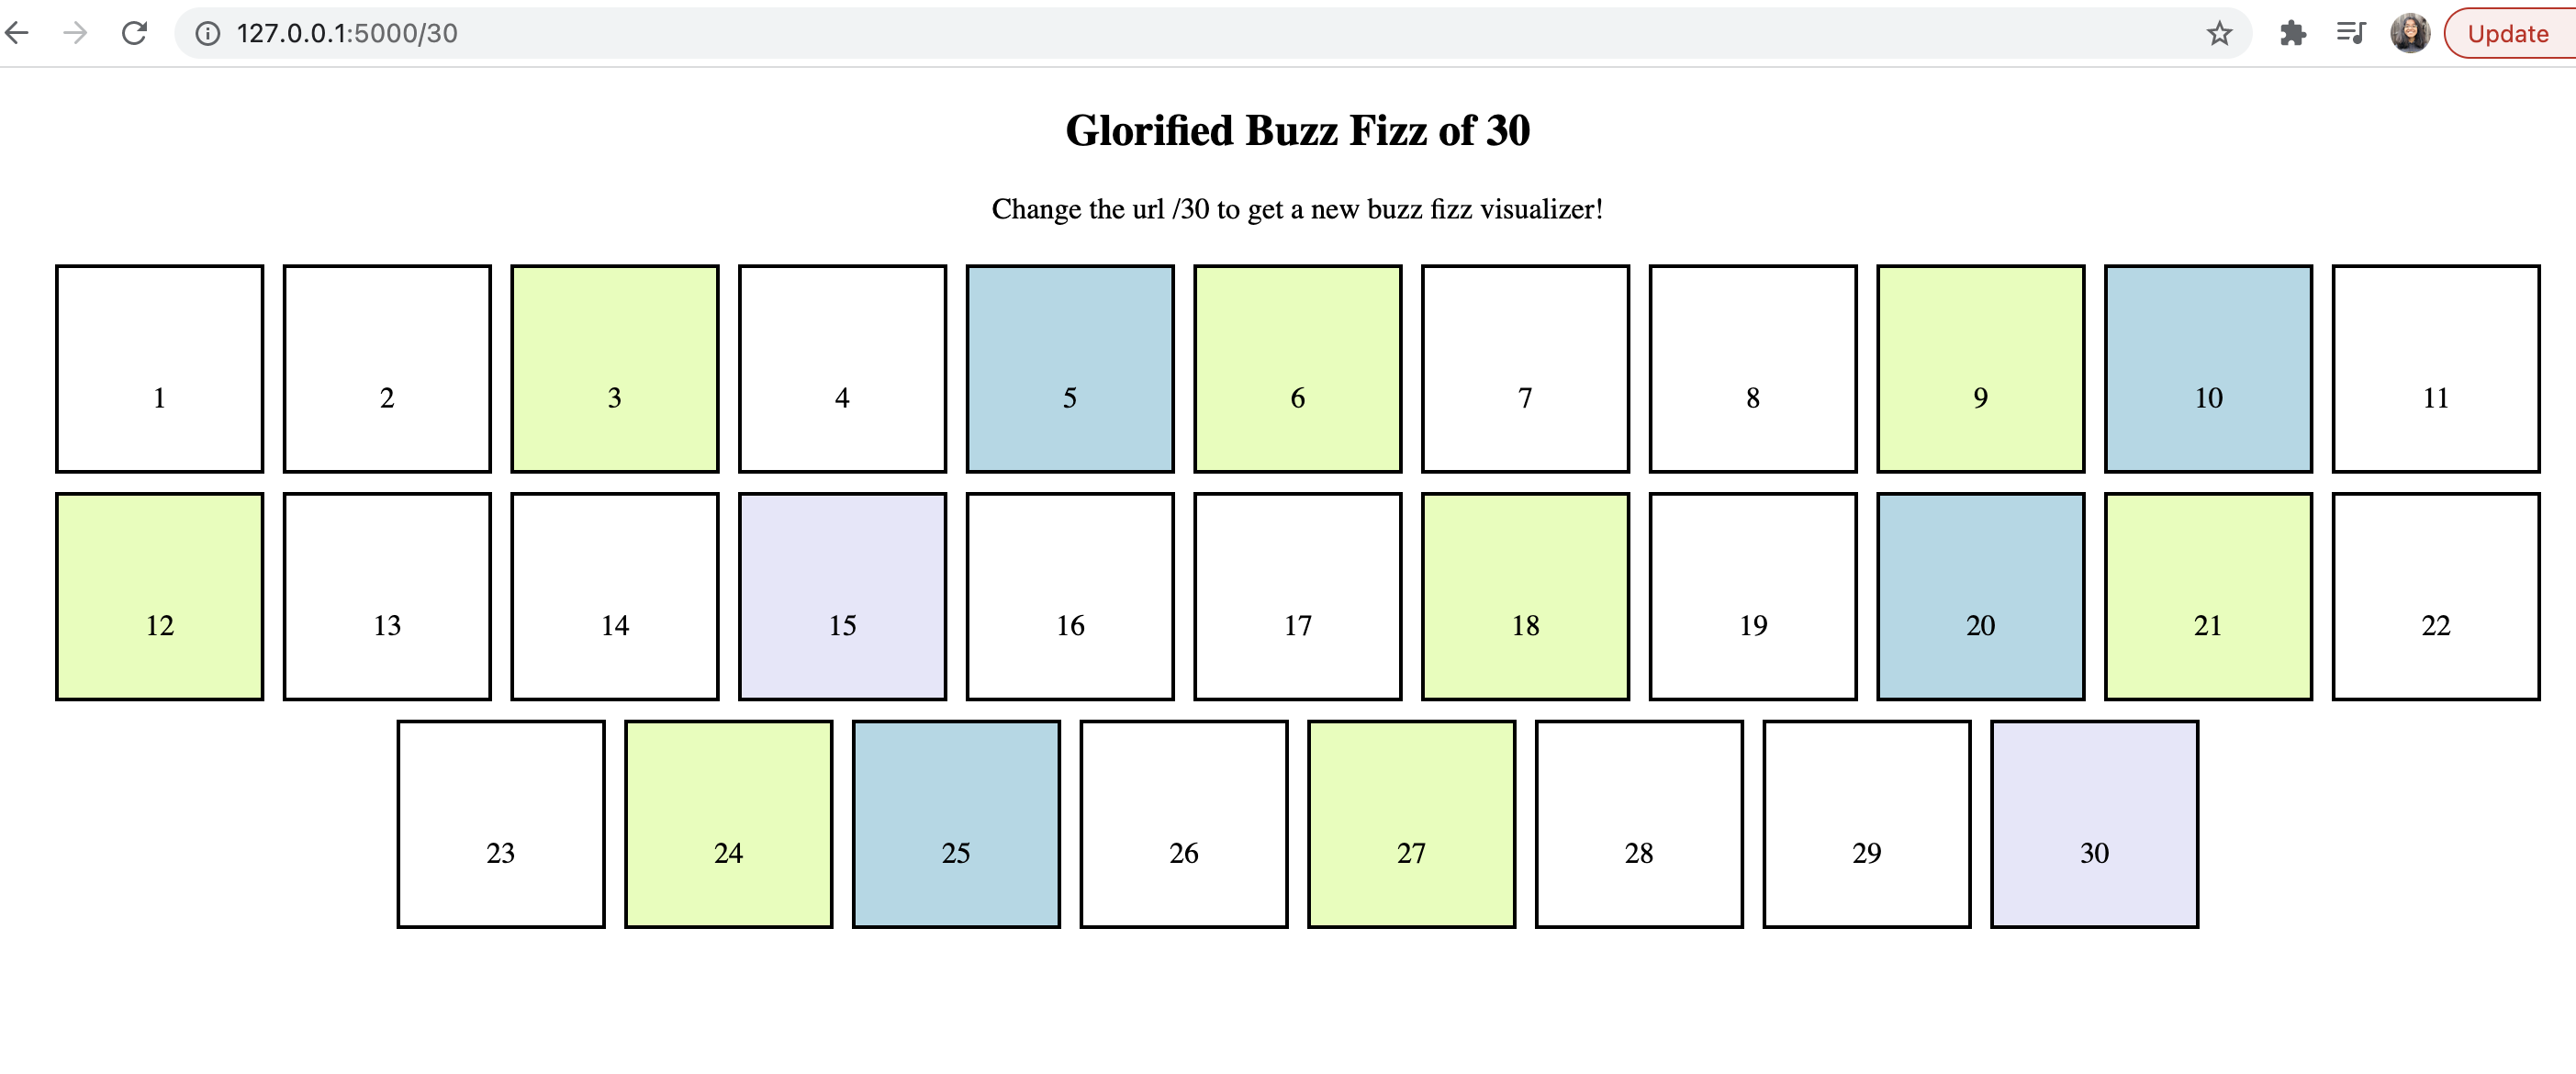 127.0.0.1:5000/30
Update
Glorified Buzz Fizz of 30
Change the url /30 to get a new buzz fizz visualizer!
1 2 3 4 5 6 7 8 9 10 11
12 13 14 15 16 17 18 19 20 21 22
23 24 25 26 27 28 29 30